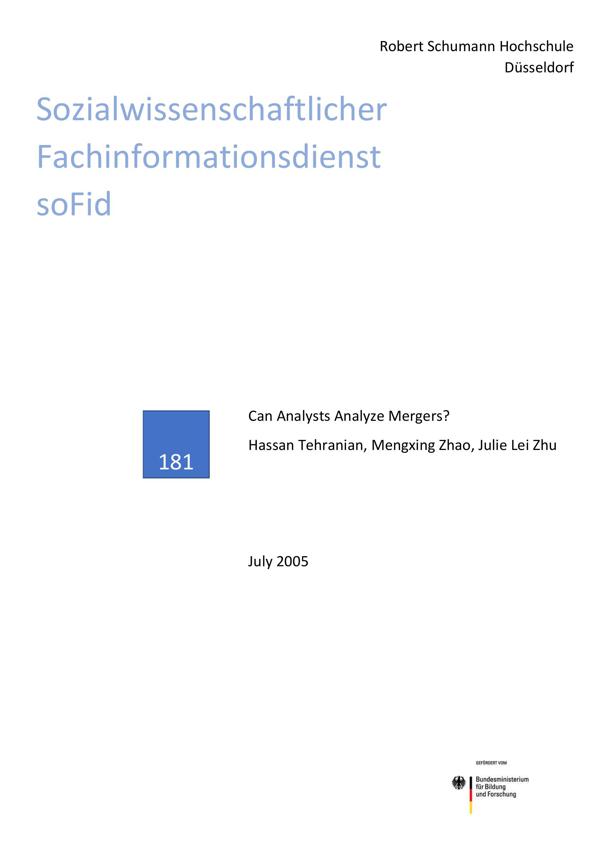 Robert Schumann Hochschule
Düsseldorf
Sozialwissenschaftlicher
Fachinformationsdienst
soFid
Can Analysts Analyze Mergers?
Hassan Tehranian, Mengxing Zhao, Julie Lei Zhu
181
July 2005
GEFÖRDERT VOM
Bundesministerium
für Bildung
und Forschung